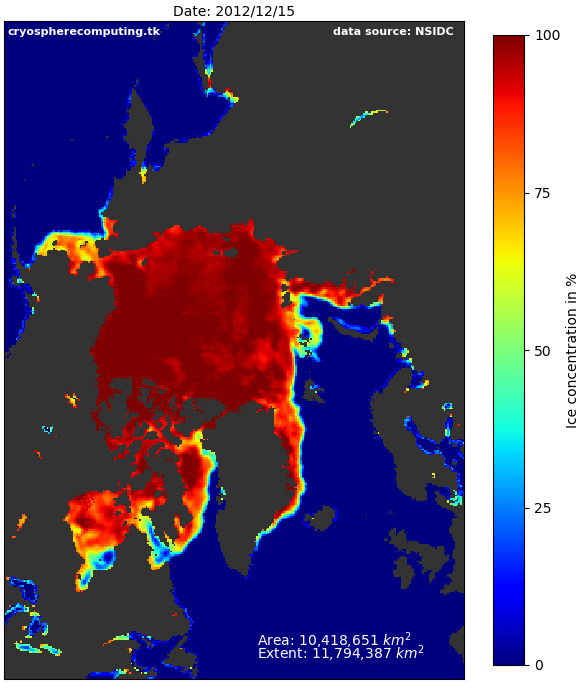 Date: 2012/12/15
cryospherecomputing.tk
data source: NSIDC
100
75
50
25
0
Ice concentration in %
Area: 10,418,651 km²
Extent: 11,794,387 km²